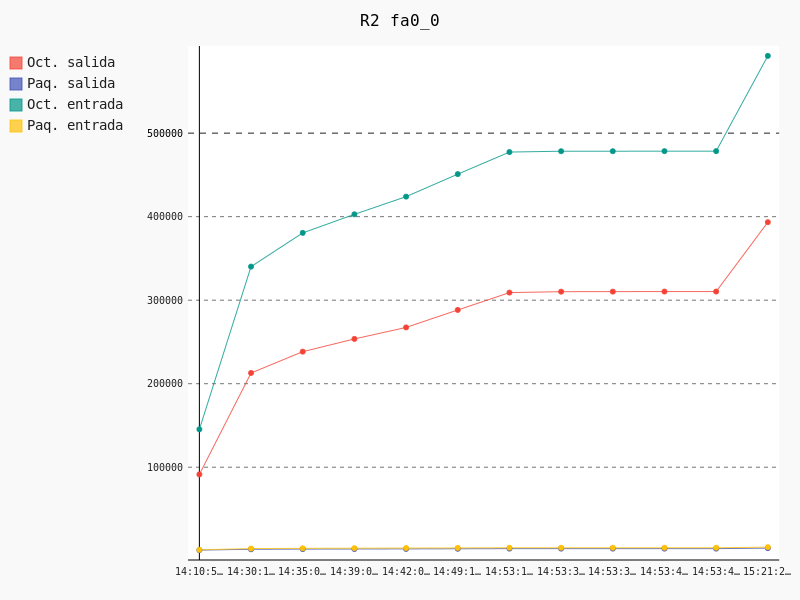 R2 fa0_0
Oct. salida
Paq. salida
Oct. entrada
Paq. entrada
500000
400000
300000
200000
100000
14:10:5… 14:30:1… 14:35:0… 14:39:0… 14:42:0… 14:49:1… 14:53:1… 14:53:3… 14:53:3… 14:53:4… 14:53:4… 15:21:2…